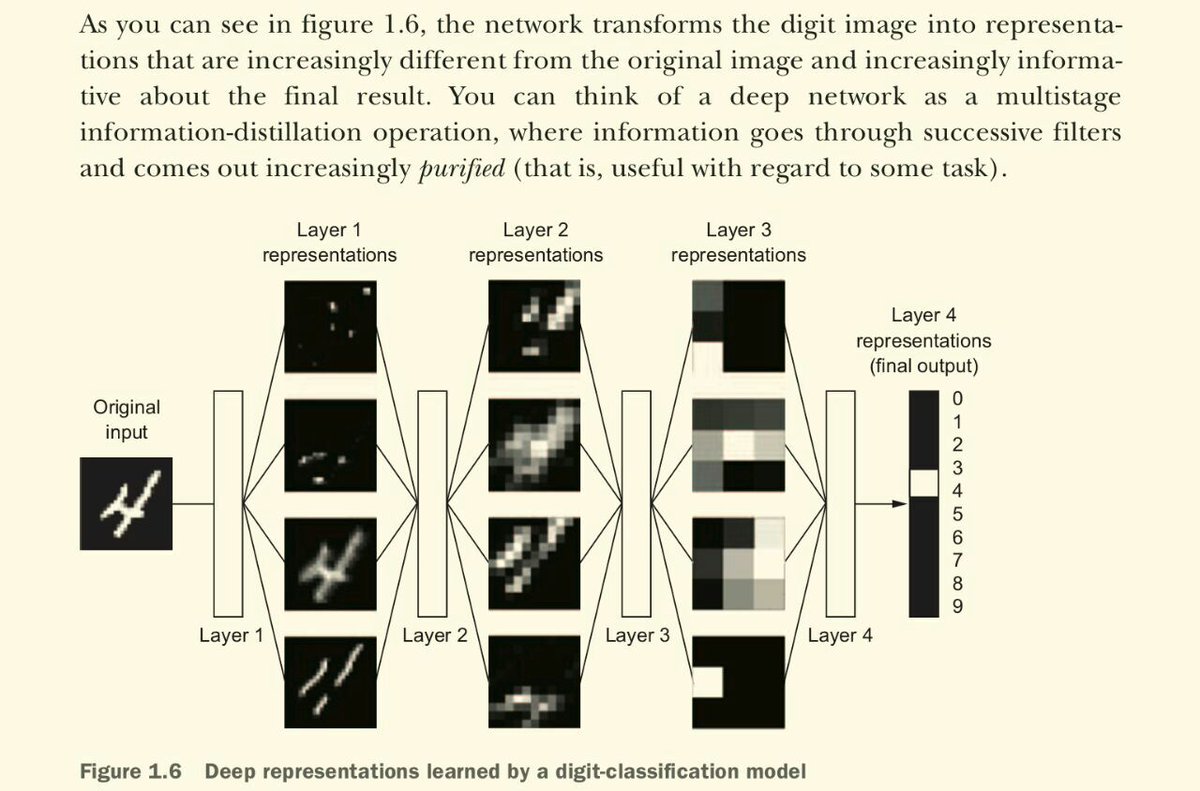 As you can see in figure 1.6, the network transforms the digit image into representa-
tions that are increasingly different from the original image and increasingly informa-
tive about the final result. You can think of a deep network as a multistage
information-distillation operation, where information goes through successive filters
and comes out increasingly purified (that is, useful with regard to some task).
Layer 1
representations
Layer 2
representations
Layer 3
representations
Layer 4
representations
(final output)
Original
input
0
1
2
3
4
5
6
7
8
9
Layer 1
Layer 2
Layer 3
Layer 4
Figure 1.6 Deep representations learned by a digit-classification model